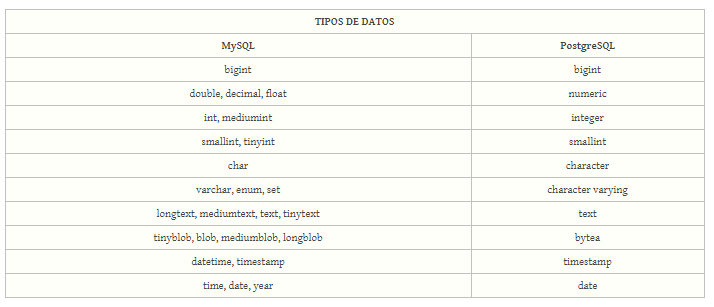 TIPOS DE DATOS
MySQL PostgreSQL
bigint bigint
double, decimal, float numeric
int, mediumint integer
smallint, tinyint smallint
char character
varchar, enum, set character varying
longtext, mediumtext, text, tinytext text
tinyblob, blob, mediumblob, longblob bytea
datetime, timestamp timestamp
time, date, year date